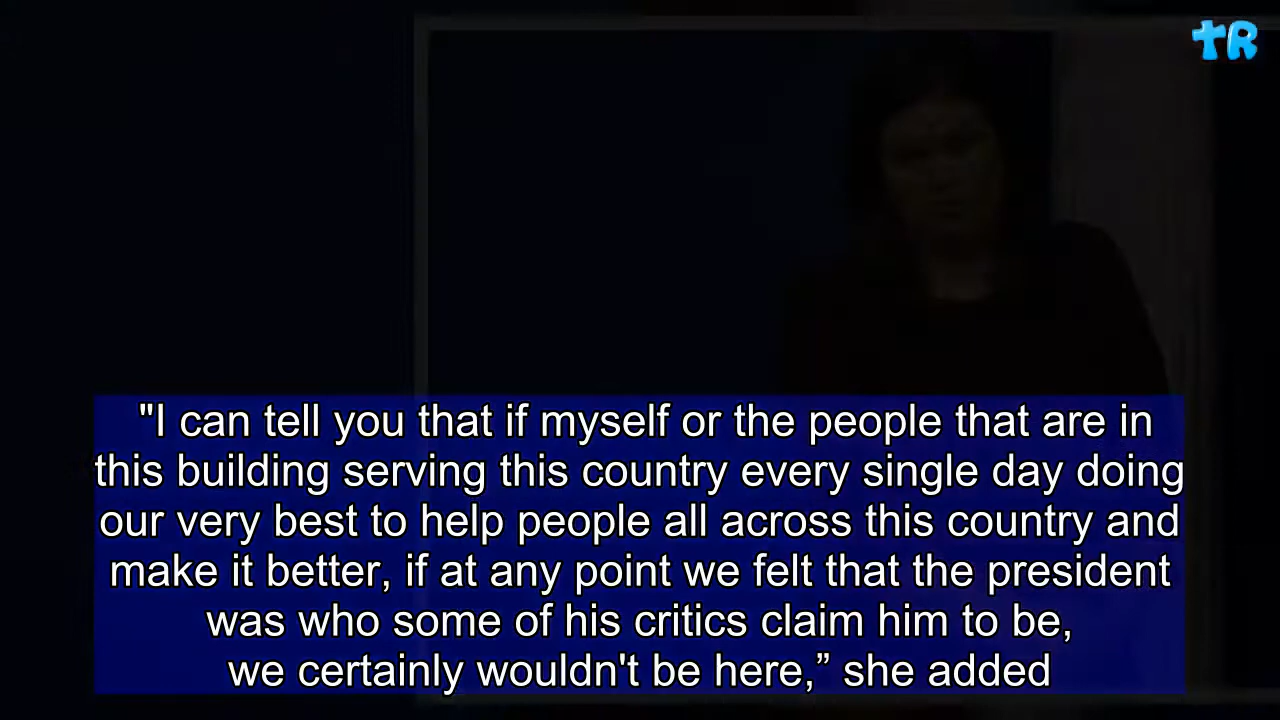 TR
"I can tell you that if myself or the people that are in
this building serving this country every single day doing
our very best to help people all across this country and
make it better, if at any point we felt that the president
was who some of his critics claim him to be,
we certainly wouldn't be here,” she added